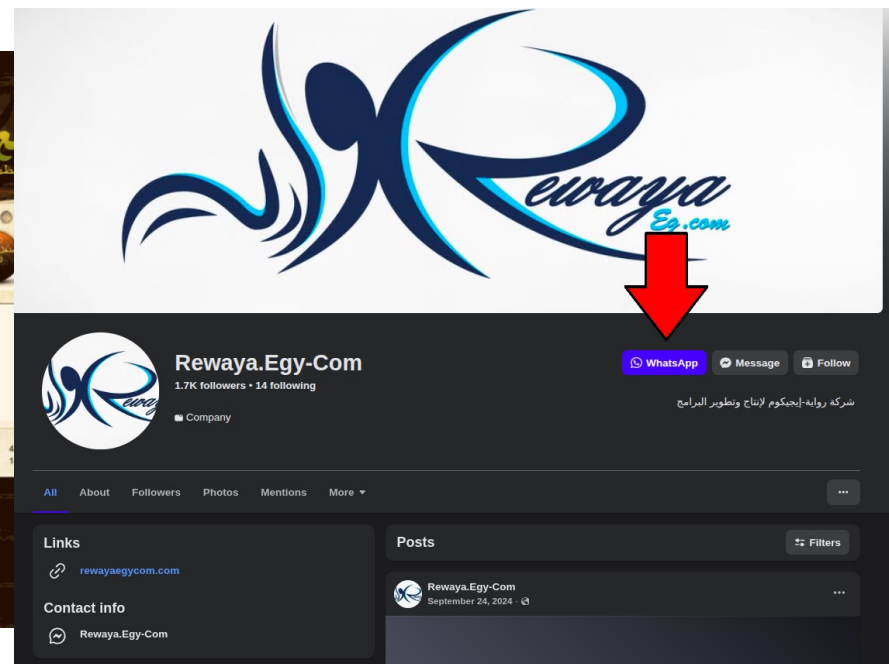 Rewaya
Eg.com
Rewaya.Egy-Com
1.7K followers • 14 following
Company
WhatsApp
Message
Follow
شركة رواية-إيجيكوم لإنتاج وتطوير البرامج
All
About
Followers
Photos
Mentions
More
Links
rewayaegycom.com
Contact info
Rewaya.Egy-Com
Posts
Filters
Rewaya.Egy-Com
September 24, 2024